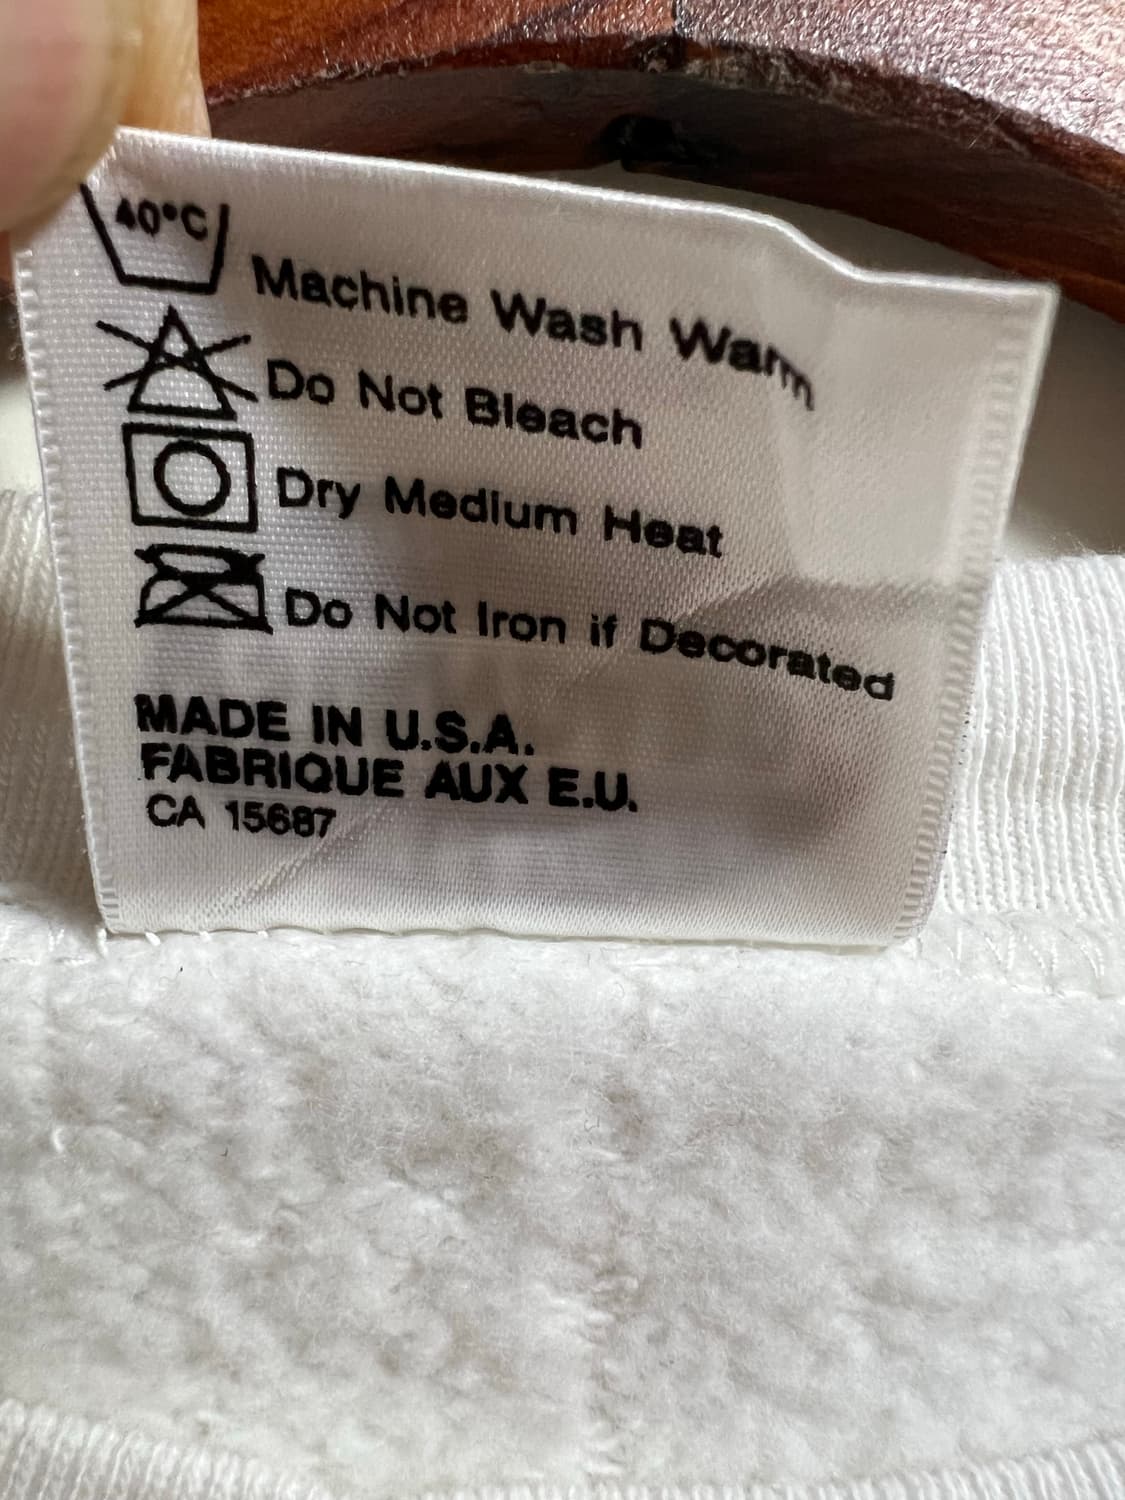 40°C
Machine Wash Warm
Do Not Bleach
Dry Medium Heat
Do Not Iron if Decorated
MADE IN U.S.A.
FABRIQUE AUX E.U.
CA 15687